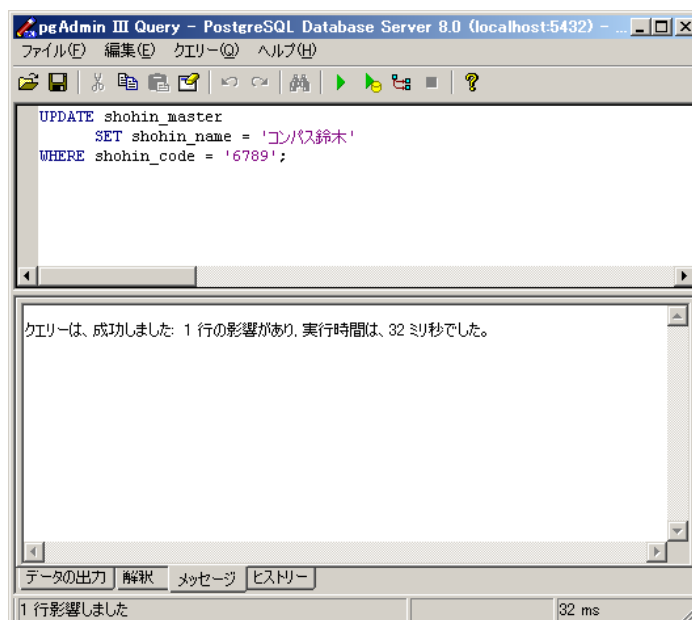 pgAdmin III Query - PostgreSQL Database Server 8.0 (localhost:5432) - ...
ファイル(F) 編集(E) クエリー(Q) ヘルプ(H)
UPDATE shohin_master
SET shohin_name = 'コンパス鈴木'
WHERE shohin_code = '6789';
クエリーは、成功しました: 1 行の影響があり, 実行時間は、32 ミリ秒でした。
データの出力 解釈 メッセージ ヒストリー
1 行影響しました 32 ms